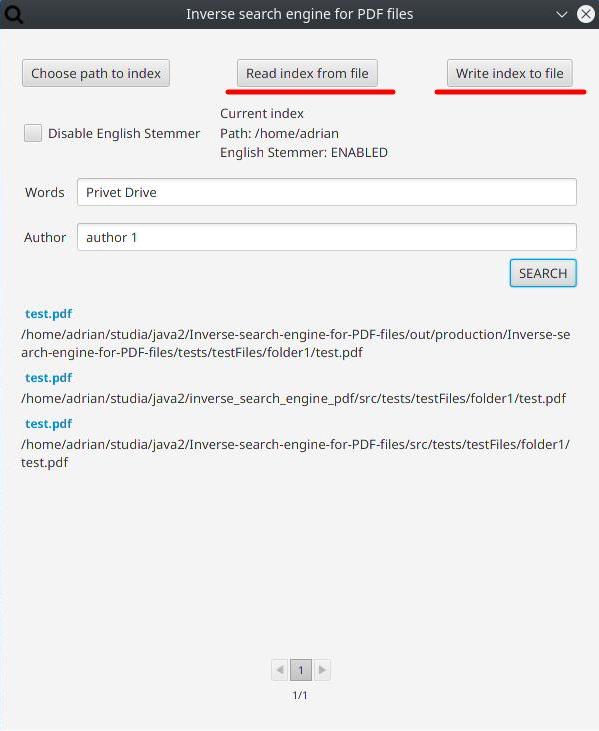 Inverse search engine for PDF files
Choose path to index
Read index from file
Write index to file
Current index
Disable English Stemmer
Path: /home/adrian
English Stemmer: ENABLED
Words
Privet Drive
Author
author 1
SEARCH
test.pdf
/home/adrian/studia/java2/Inverse-search-engine-for-PDF-files/out/production/Inverse-se
arch-engine-for-PDF-files/tests/testFiles/folder1/test.pdf
test.pdf
/home/adrian/studia/java2/inverse_search_engine_pdf/src/tests/testFiles/folder1/test.pdf
test.pdf
/home/adrian/studia/java2/Inverse-search-engine-for-PDF-files/src/tests/testFiles/folder1/
test.pdf
1
1/1